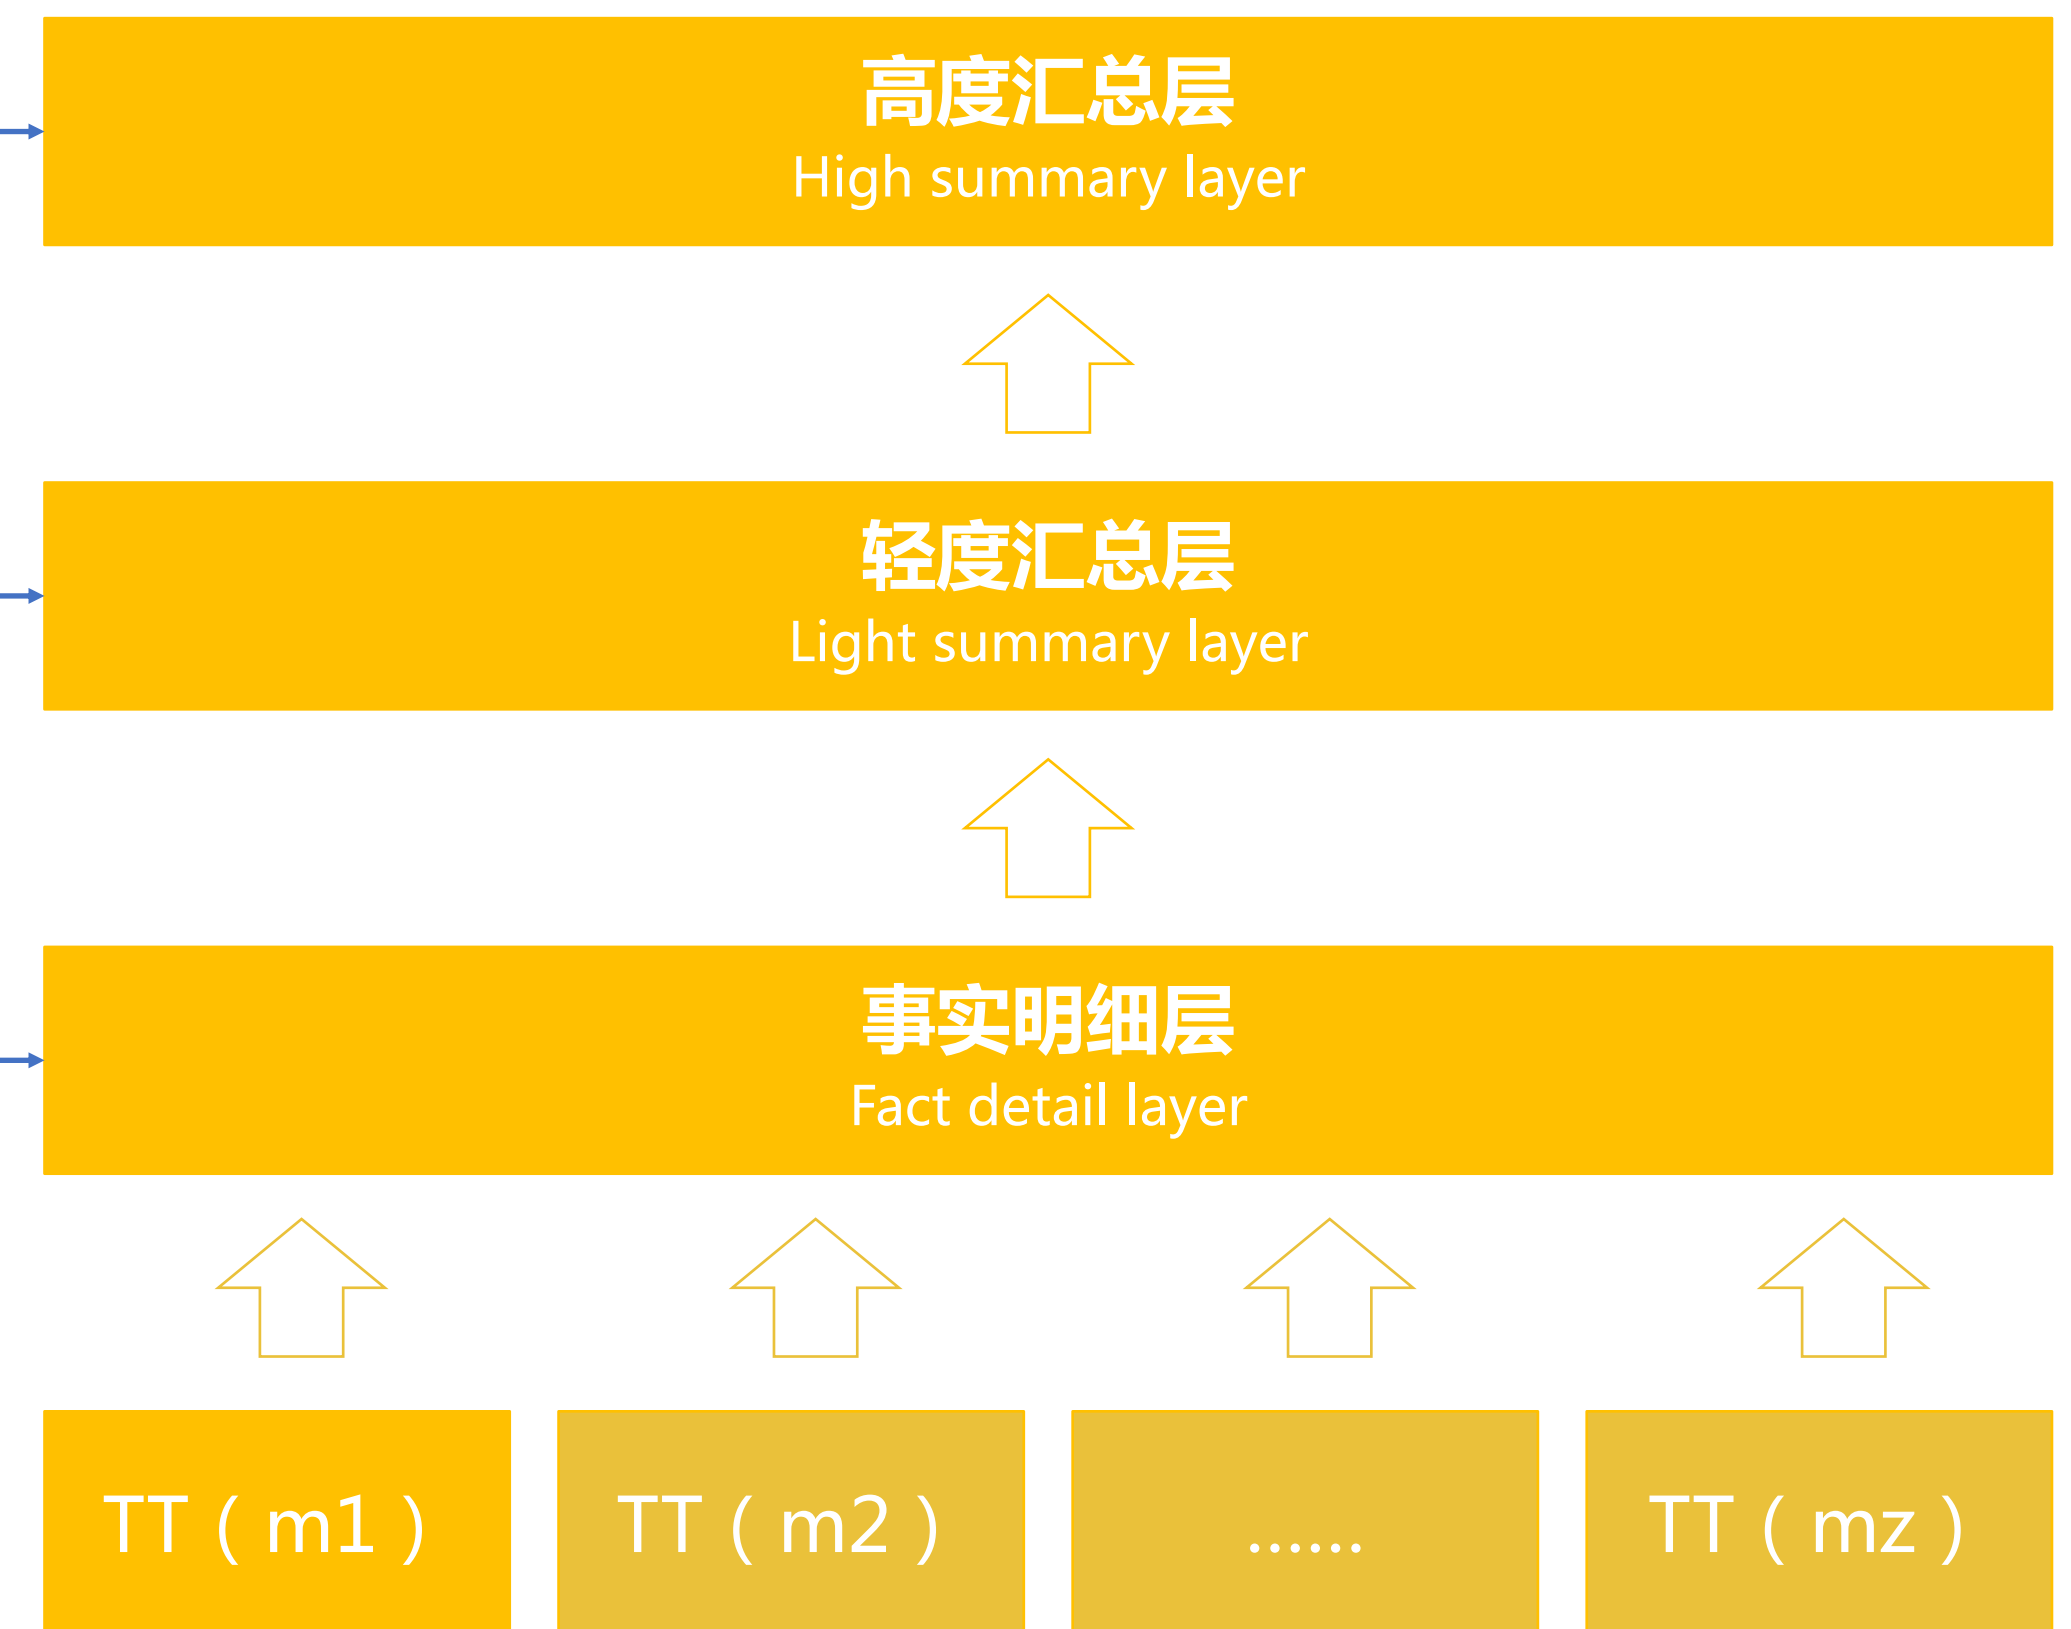 高度汇总层
High summary layer
轻度汇总层
Light summary layer
事实明细层
Fact detail layer
TT（m1）
TT（m2）
……
TT（mz）